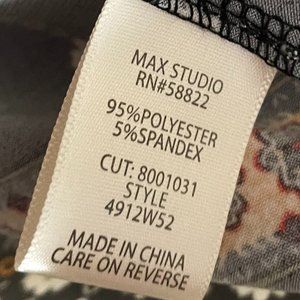 MAX STUDIO
RN#58822
95%POLYESTER
5%SPANDEX
CUT: 8001031
STYLE
4912W52
MADE IN CHINA
CARE ON REVERSE